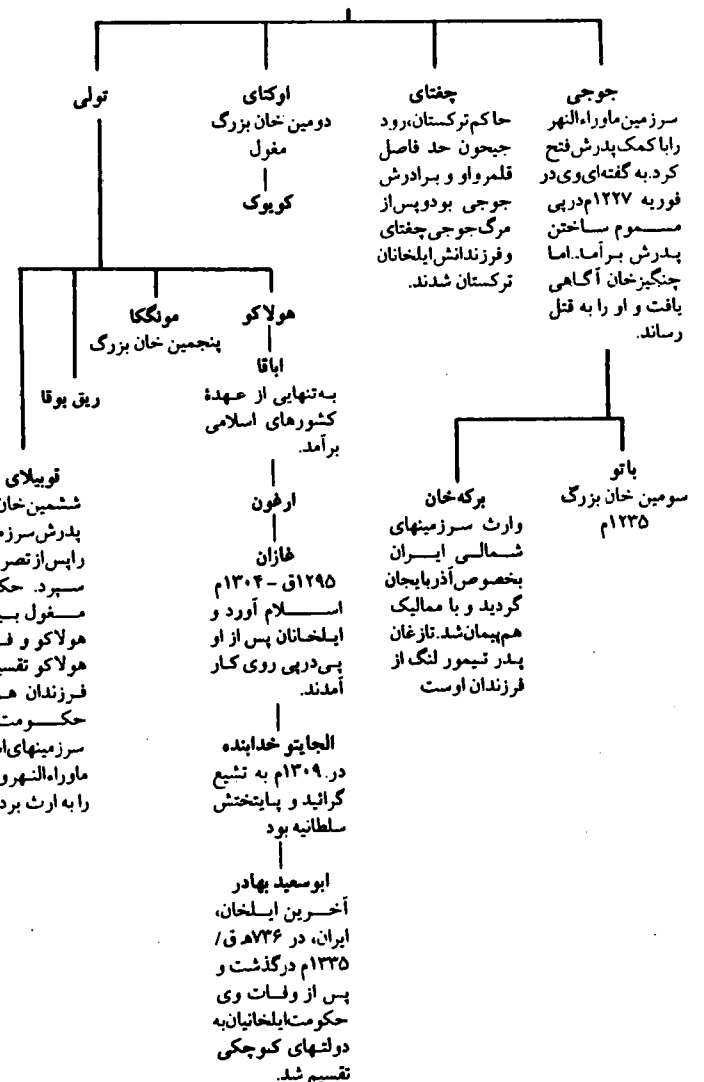 جوجی
سرزمین ماوراءالنهر
را با کمک پدرش فتح
کرد. به گفته‌ای وی در
فوریه ۱۲۲۷م درپی
مسموم ساختن
پدرش برآمد. اما
چنگیزخان آگاهی
یافت و او را به قتل
رساند.
چغتای
حاکم ترکستان، رود
جیحون حد فاصل
قلمرو او و برادرش
جوجی بود و پس از
مرگ جوجی چغتای
و فرزندانش ایلخانان
ترکستان شدند.
اوکتای
دومین خان بزرگ
مغول
کویوک
تولی
باتو
سومین خان بزرگ
۱۲۳۵م
برکه‌خان
وارث سرزمینهای
شمالی ایران
بخصوص آذربایجان
گردید و با ممالیک
هم‌پیمان شد. تازغان
پدر تیمور لنگ از
فرزندان اوست
هولاکو
اباقا
به‌تنهایی از عهدهٔ
کشورهای اسلامی
برآمد.
ارغون
غازان
۱۲۹۵ق – ۱۳۰۴م
اسلام آورد و
ایلخانان پس از او
پی‌درپی روی کار
آمدند.
الجایتو خدابنده
در ۱۳۰۹م به تشیع
گرائید و پایتختش
سلطانیه بود
ابوسعید بهادر
آخرین ایلخان،
ایران، در ۷۳۶ه‍ ق/
۱۳۳۵م درگذشت و
پس از وفات وی
حکومت ایلخانیان به
دولتهای کوچکی
تقسیم شد.
مونگکا
پنجمین خان بزرگ
ریق بوقا
قوبیلای
ششمین خان
پدرش سرزم
را پس از تصر
سپرد. حک
مغول بی
هولاکو و ف
هولاکو تقسی
فرزندان ه
حکومت
سرزمینهای ا
ماوراءالنهر و
را به ارث برد